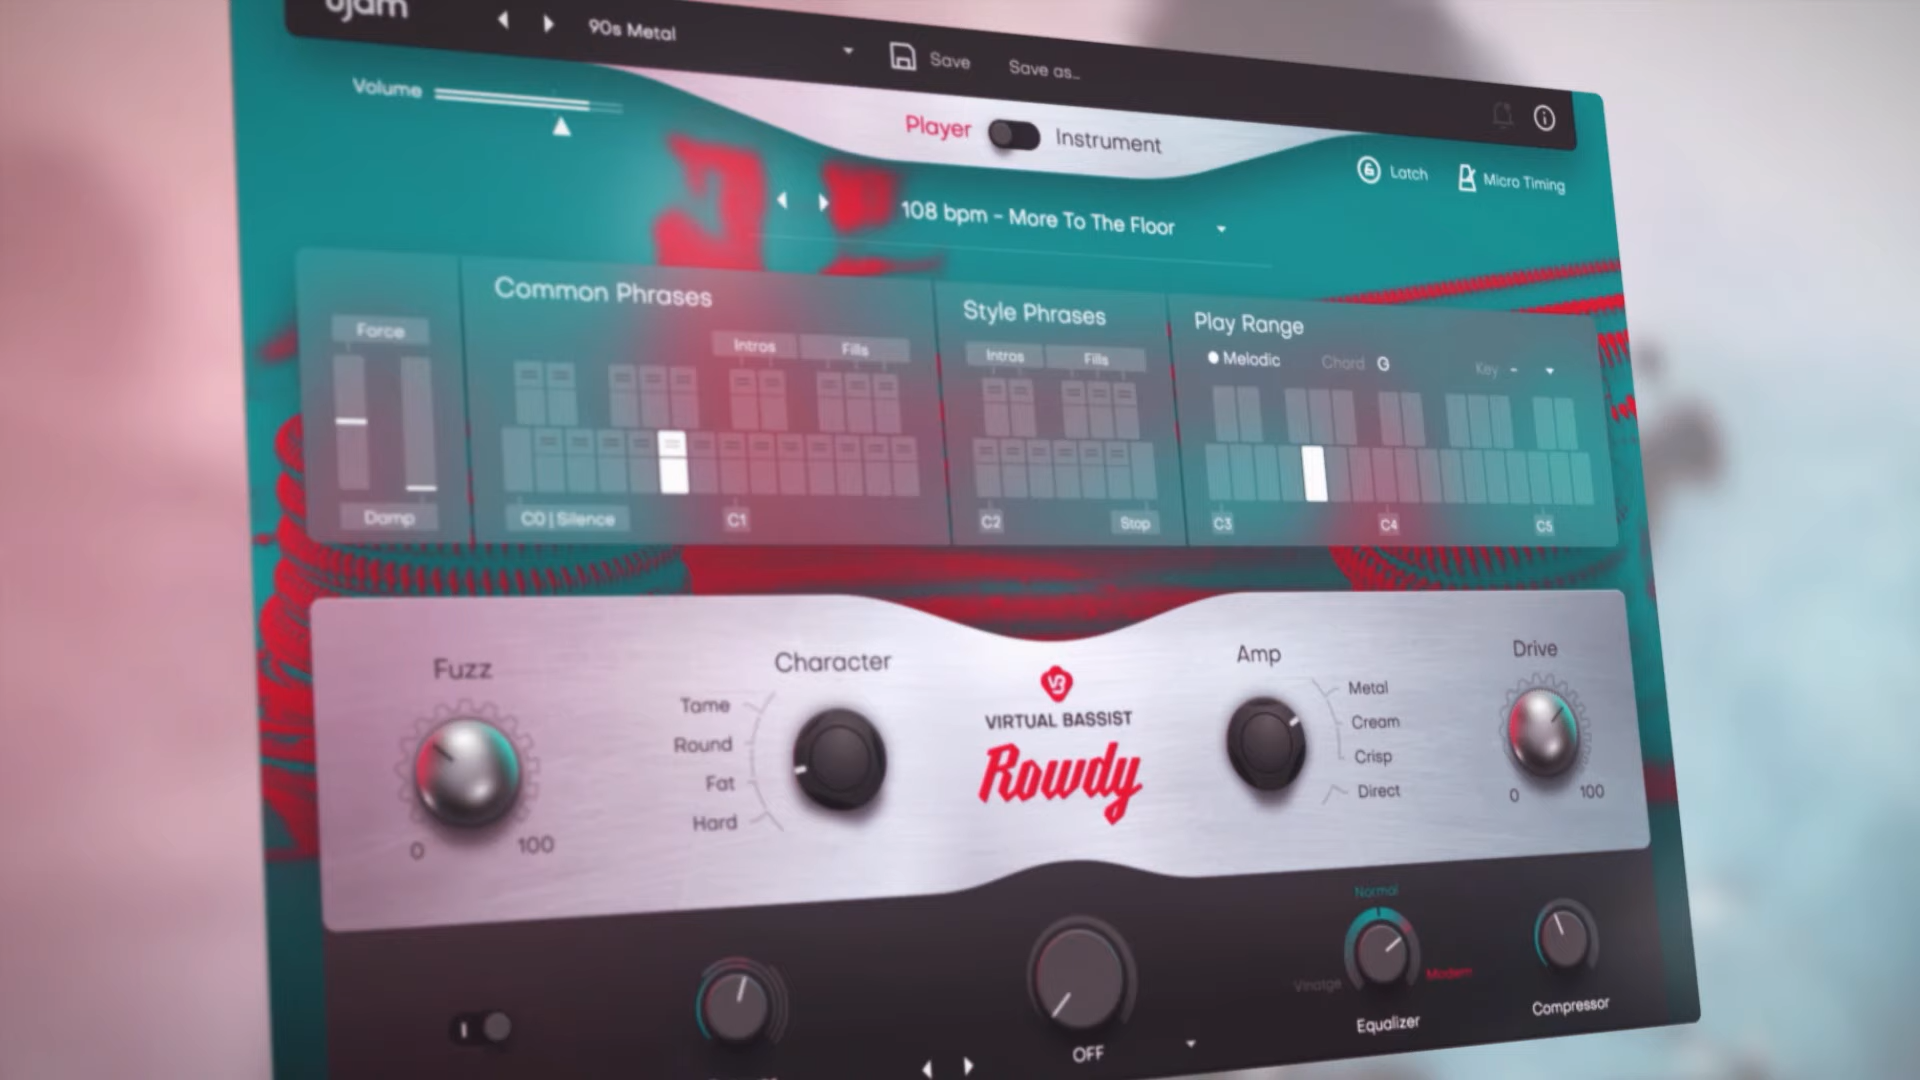 ujam
90s Metal
Save
Save as...
Volume
Player
Instrument
Latch
Micro Timing
108 bpm - More To The Floor
Common Phrases
Style Phrases
Play Range
Force
Intros
Fills
Intros
Fills
Melodic
Chord
G
Key
-
Damp
C0 | Silence
C1
C2
Stop
C3
C4
C5
Fuzz
0
100
Character
Tame
Round
Fat
Hard
VB
VIRTUAL BASSIST
Rowdy
Amp
Metal
Cream
Crisp
Direct
Drive
0
100
OFF
Normal
Vinatge
Modern
Equalizer
Compressor